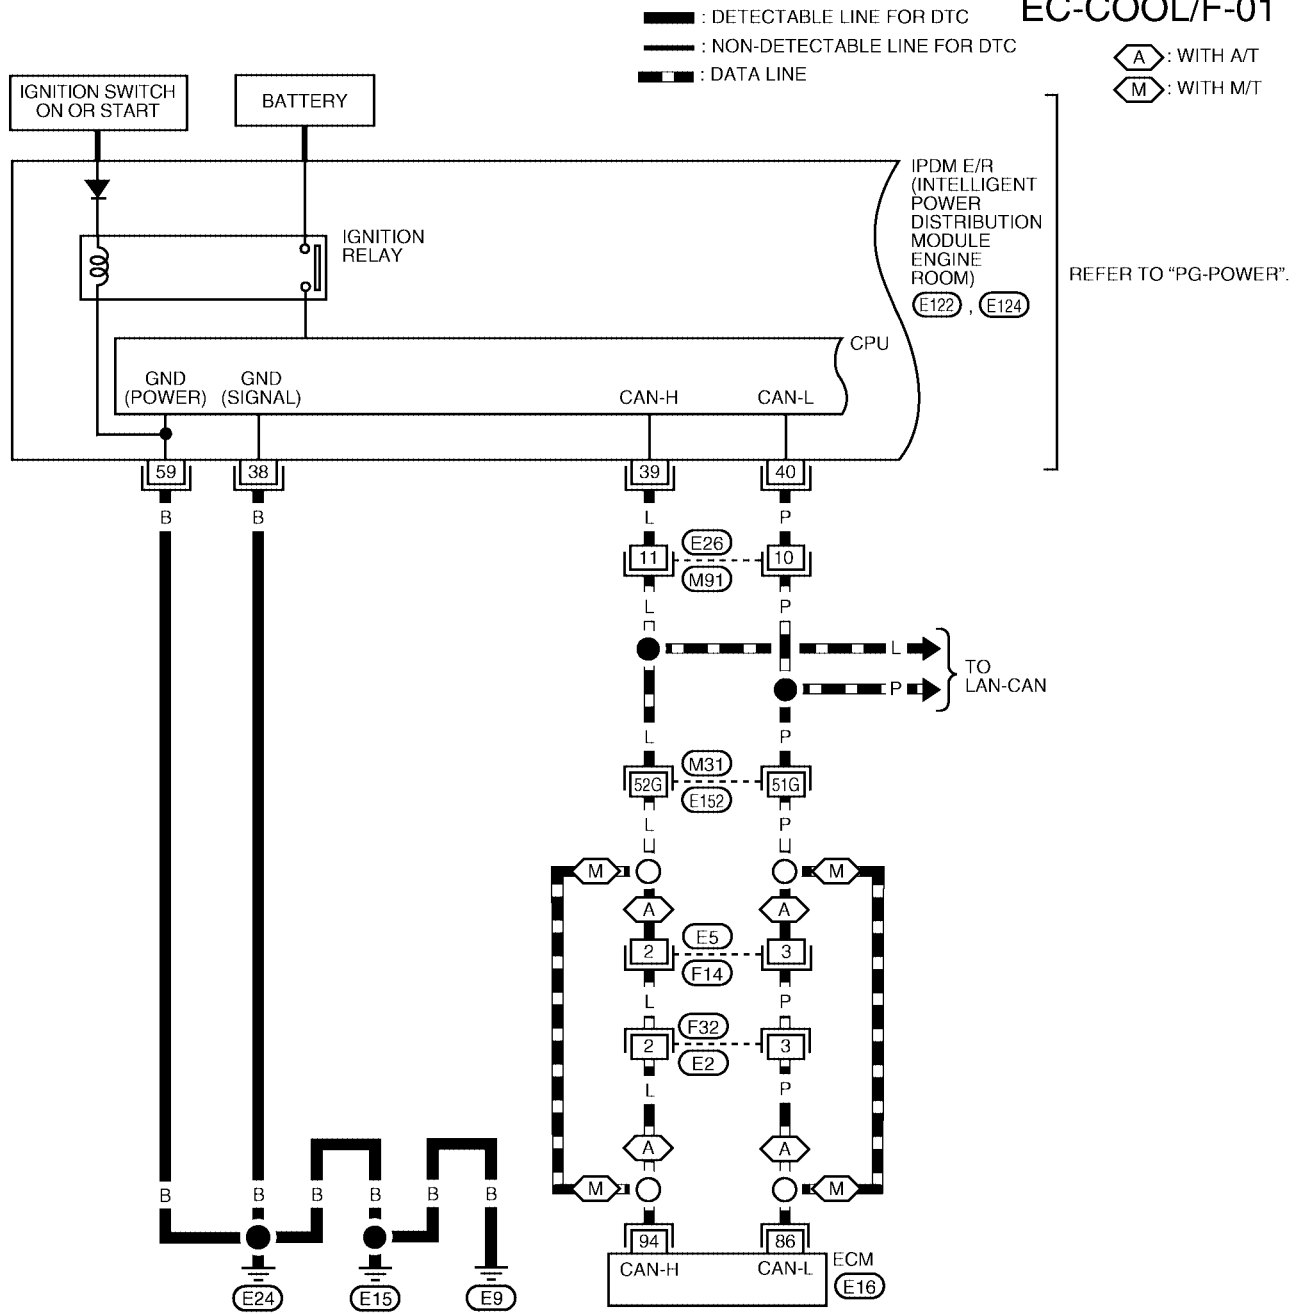 EC-COOL/F-01
: DETECTABLE LINE FOR DTC
: NON-DETECTABLE LINE FOR DTC
: DATA LINE
A : WITH A/T
M : WITH M/T
IGNITION SWITCH
ON OR START
BATTERY
IGNITION
RELAY
IPDM E/R
(INTELLIGENT
POWER
DISTRIBUTION
MODULE
ENGINE
ROOM)
E122 , E124
REFER TO “PG-POWER”.
CPU
GND
(POWER)
GND
(SIGNAL)
CAN-H
CAN-L
59
38
39
40
B
B
L
P
11
E26
M91
10
L
P
L
P
TO
LAN-CAN
L
P
52G
M31
E152
51G
L
P
M
M
A
A
2
E5
F14
3
L
P
2
F32
E2
3
L
P
A
A
M
M
B
B
B
B
B
B
E24
E15
E9
94
86
CAN-H
CAN-L
ECM
E16